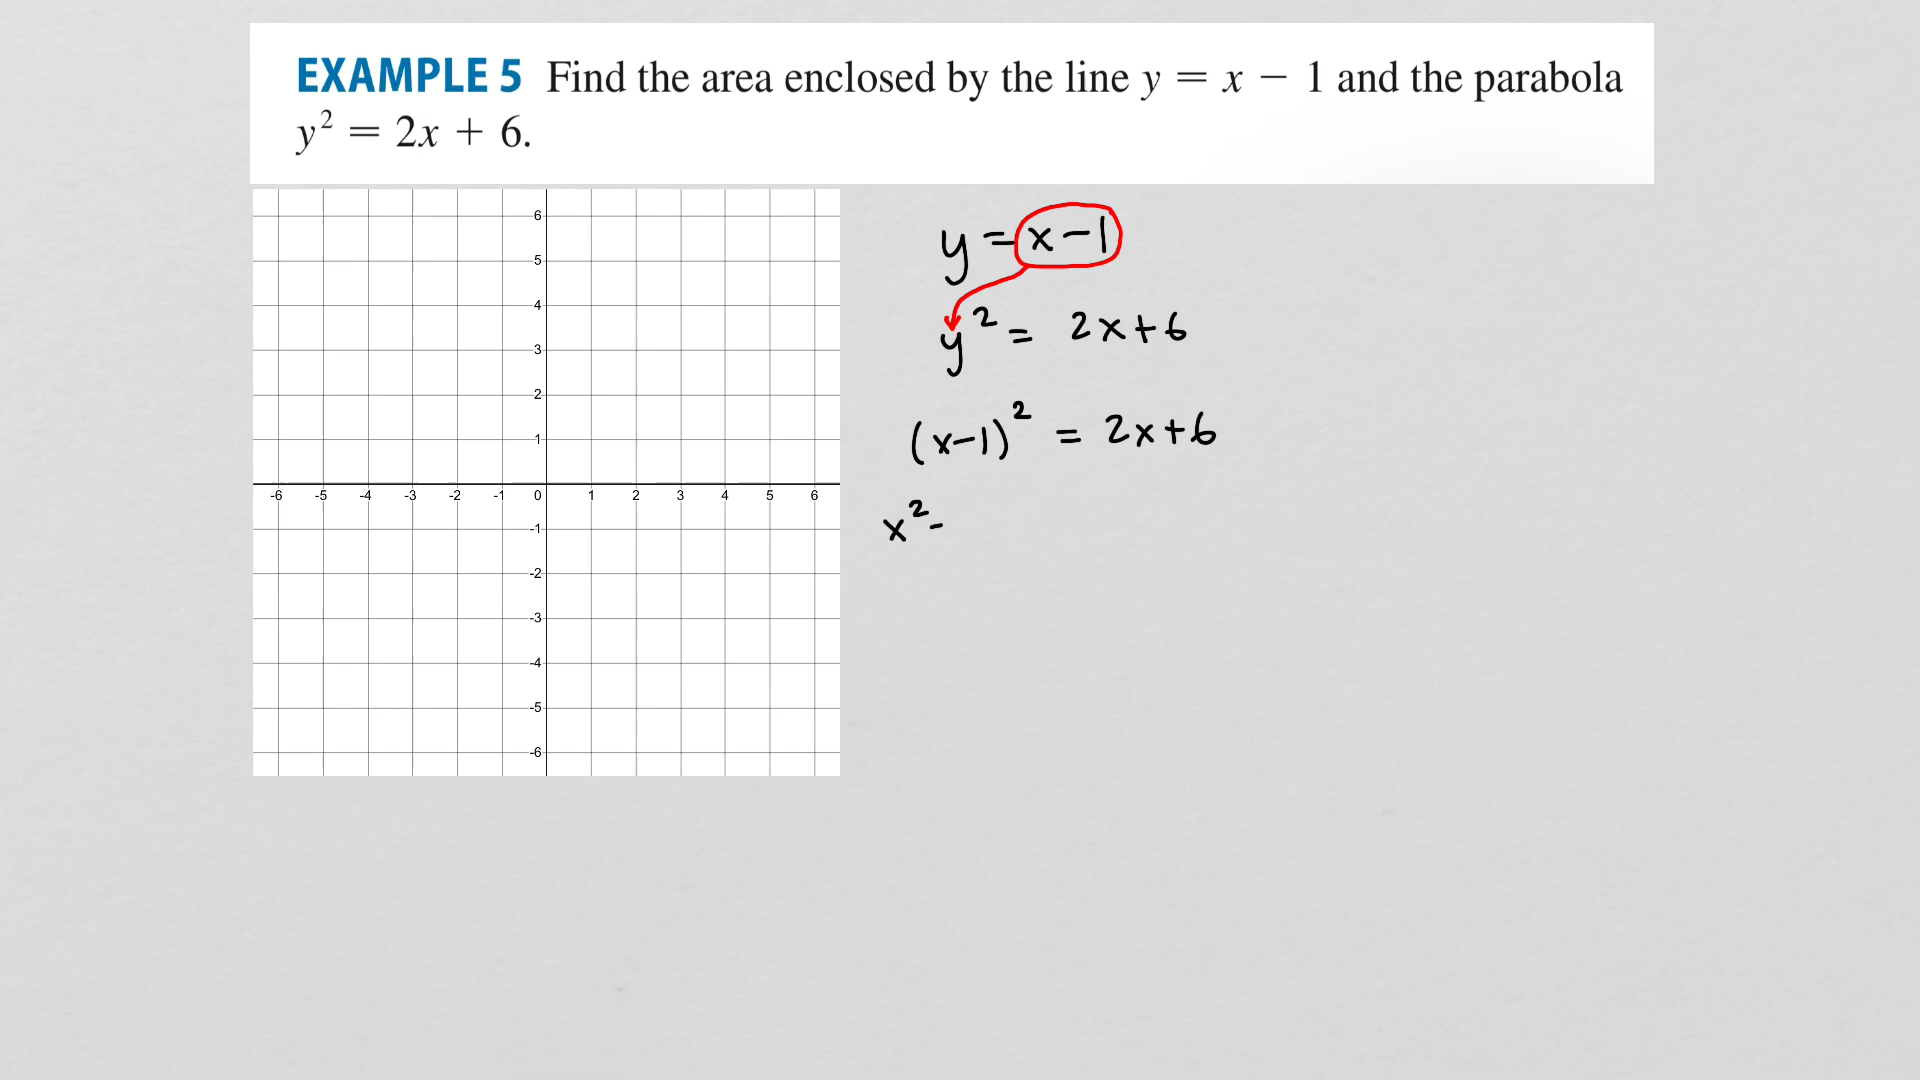 EXAMPLE 5 Find the area enclosed by the line y = x − 1 and the parabola
y² = 2x + 6.
y = x − 1
y² = 2x + 6
(x − 1)² = 2x + 6
x² −
6
5
4
3
2
1
-6 -5 -4 -3 -2 -1 0 1 2 3 4 5 6
-1
-2
-3
-4
-5
-6